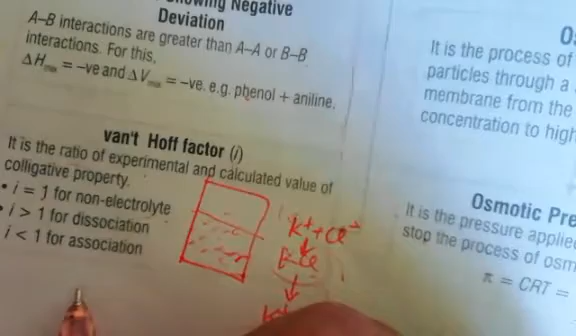 Showing Negative
Deviation
A–B interactions are greater than A–A or B–B
interactions. For this,
ΔH = –ve and ΔV = –ve. e.g. phenol + aniline.
van't Hoff factor (i)
It is the ratio of experimental and calculated value of
colligative property.
• i = 1 for non-electrolyte
• i > 1 for dissociation
i < 1 for association
K⁺+Cl⁻
KCl
It is the process of
particles through a
membrane from the
concentration to high
Osmotic Pre
It is the pressure applie
stop the process of osm
π = CRT =